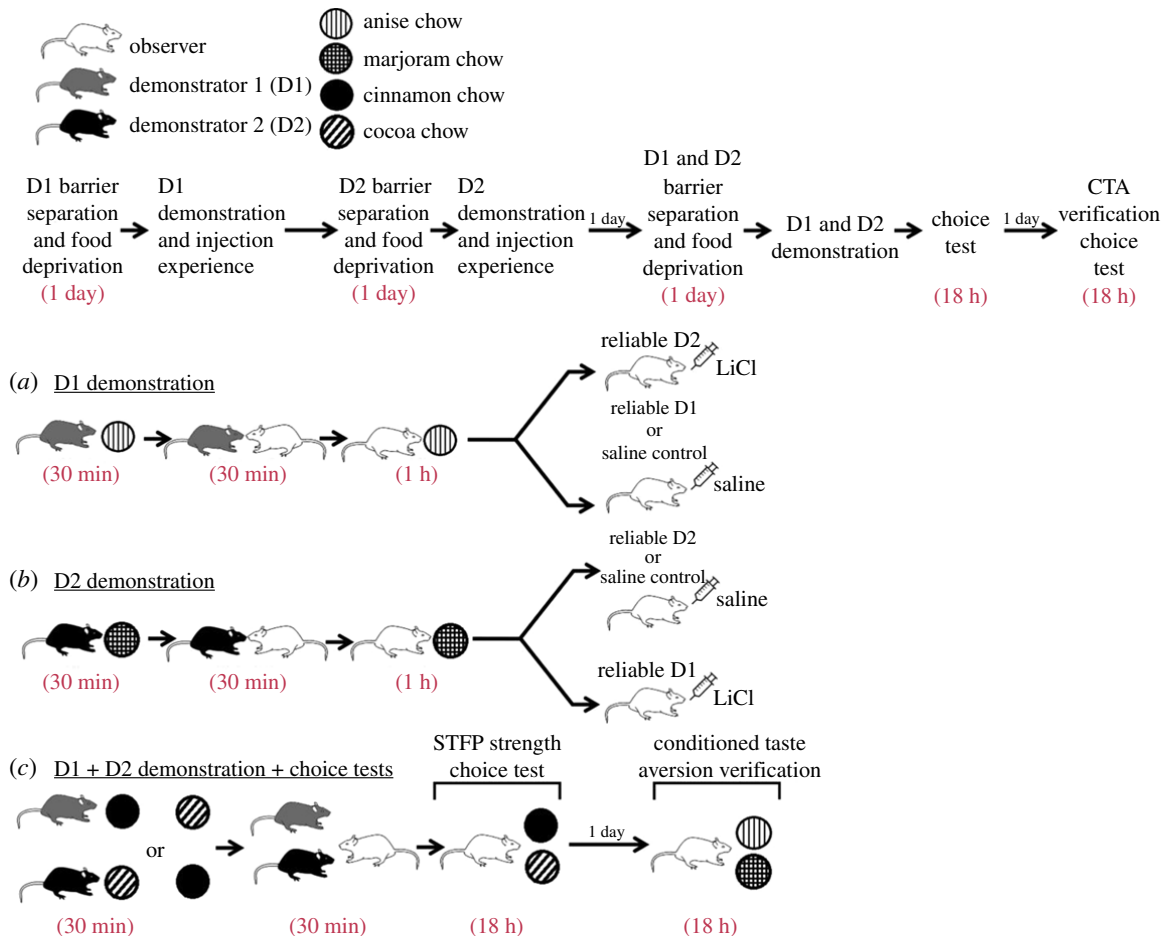 observer
demonstrator 1 (D1)
demonstrator 2 (D2)
anise chow
marjoram chow
cinnamon chow
cocoa chow
D1 barrier
separation
and food
deprivation
(1 day)
D1
demonstration
and injection
experience
D2 barrier
separation
and food
deprivation
(1 day)
D2
demonstration
and injection
experience
1 day
D1 and D2
barrier
separation
and food
deprivation
(1 day)
D1 and D2
demonstration
choice
test
(18 h)
1 day
CTA
verification
choice
test
(18 h)
(a) D1 demonstration
(30 min)
(30 min)
(1 h)
reliable D2
LiCl
reliable D1
or
saline control
saline
(b) D2 demonstration
(30 min)
(30 min)
(1 h)
reliable D2
or
saline control
saline
reliable D1
LiCl
(c) D1 + D2 demonstration + choice tests
or
(30 min)
(30 min)
STFP strength
choice test
(18 h)
1 day
conditioned taste
aversion verification
(18 h)